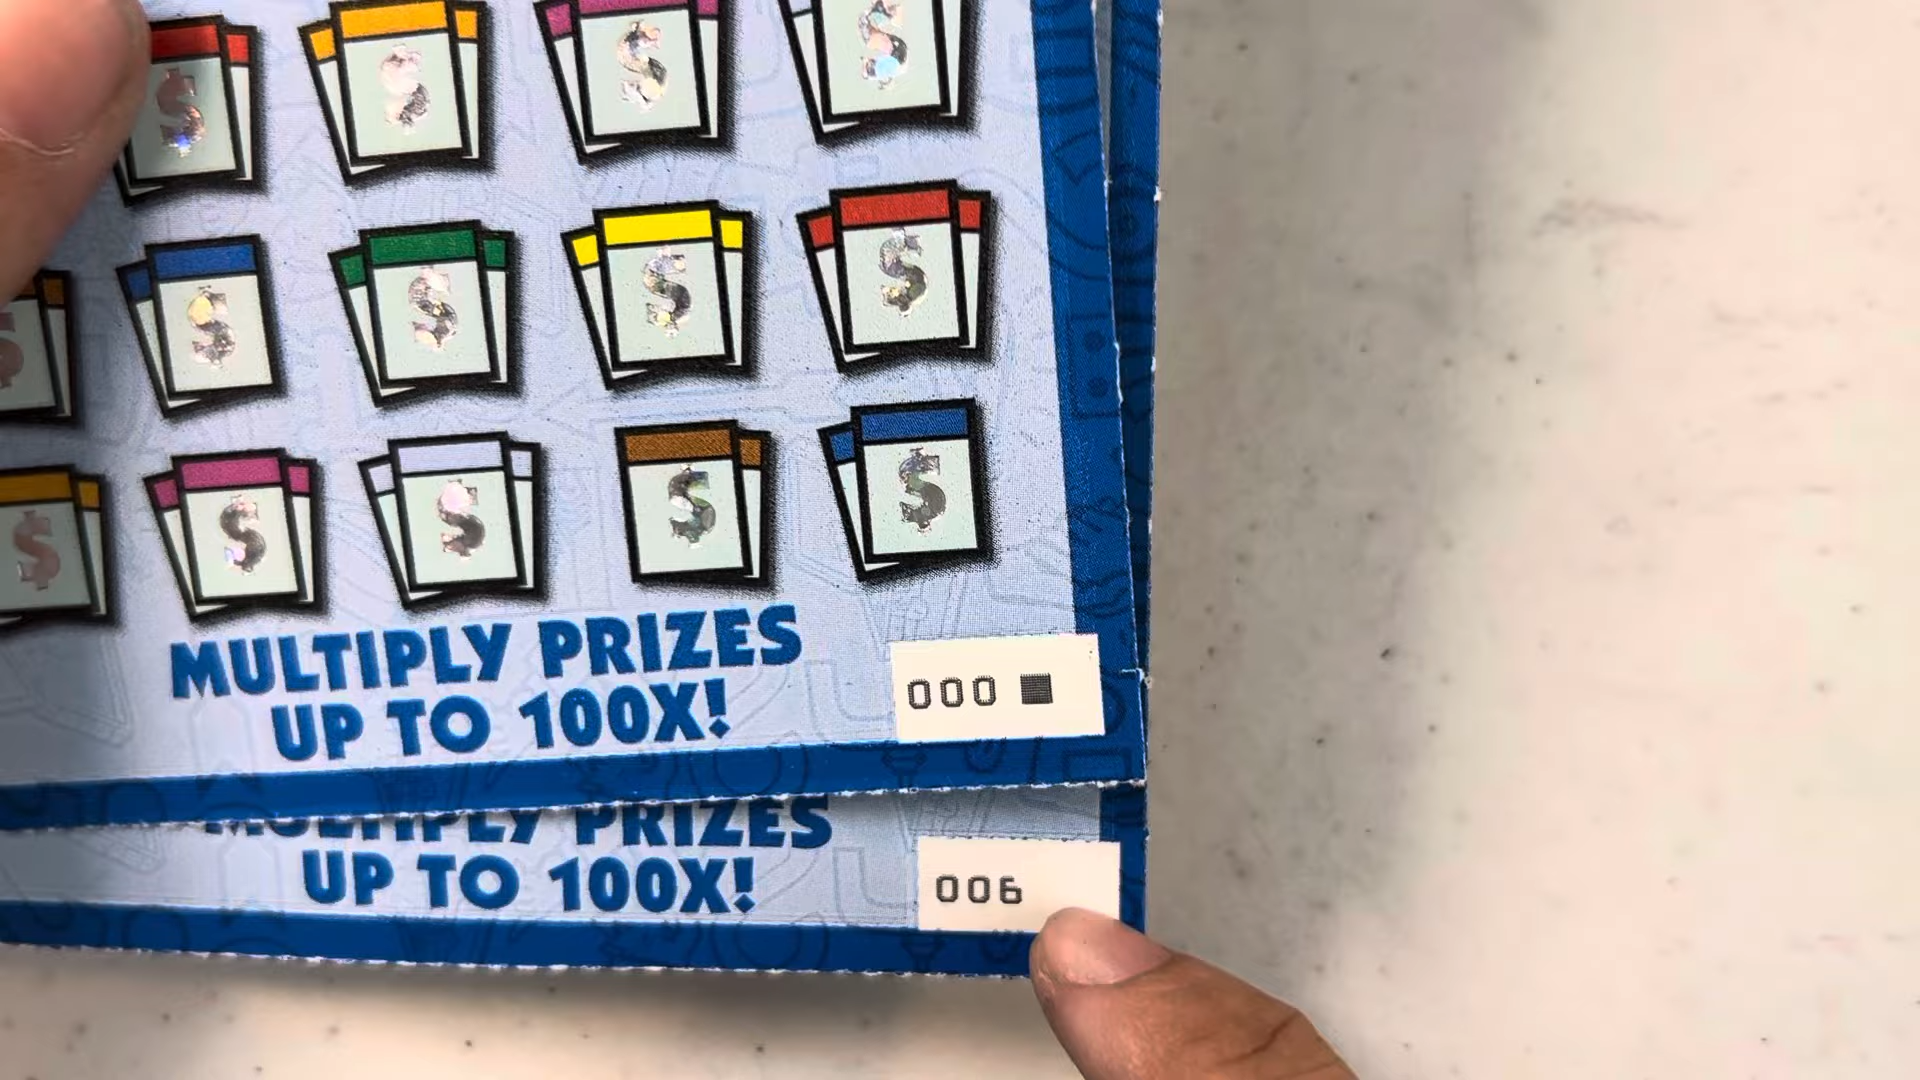 $ $ $ $
$ $ $ $ $
$ $ $ $ $
MULTIPLY PRIZES
UP TO 100X!
000
MULTIPLY PRIZES
UP TO 100X!
006